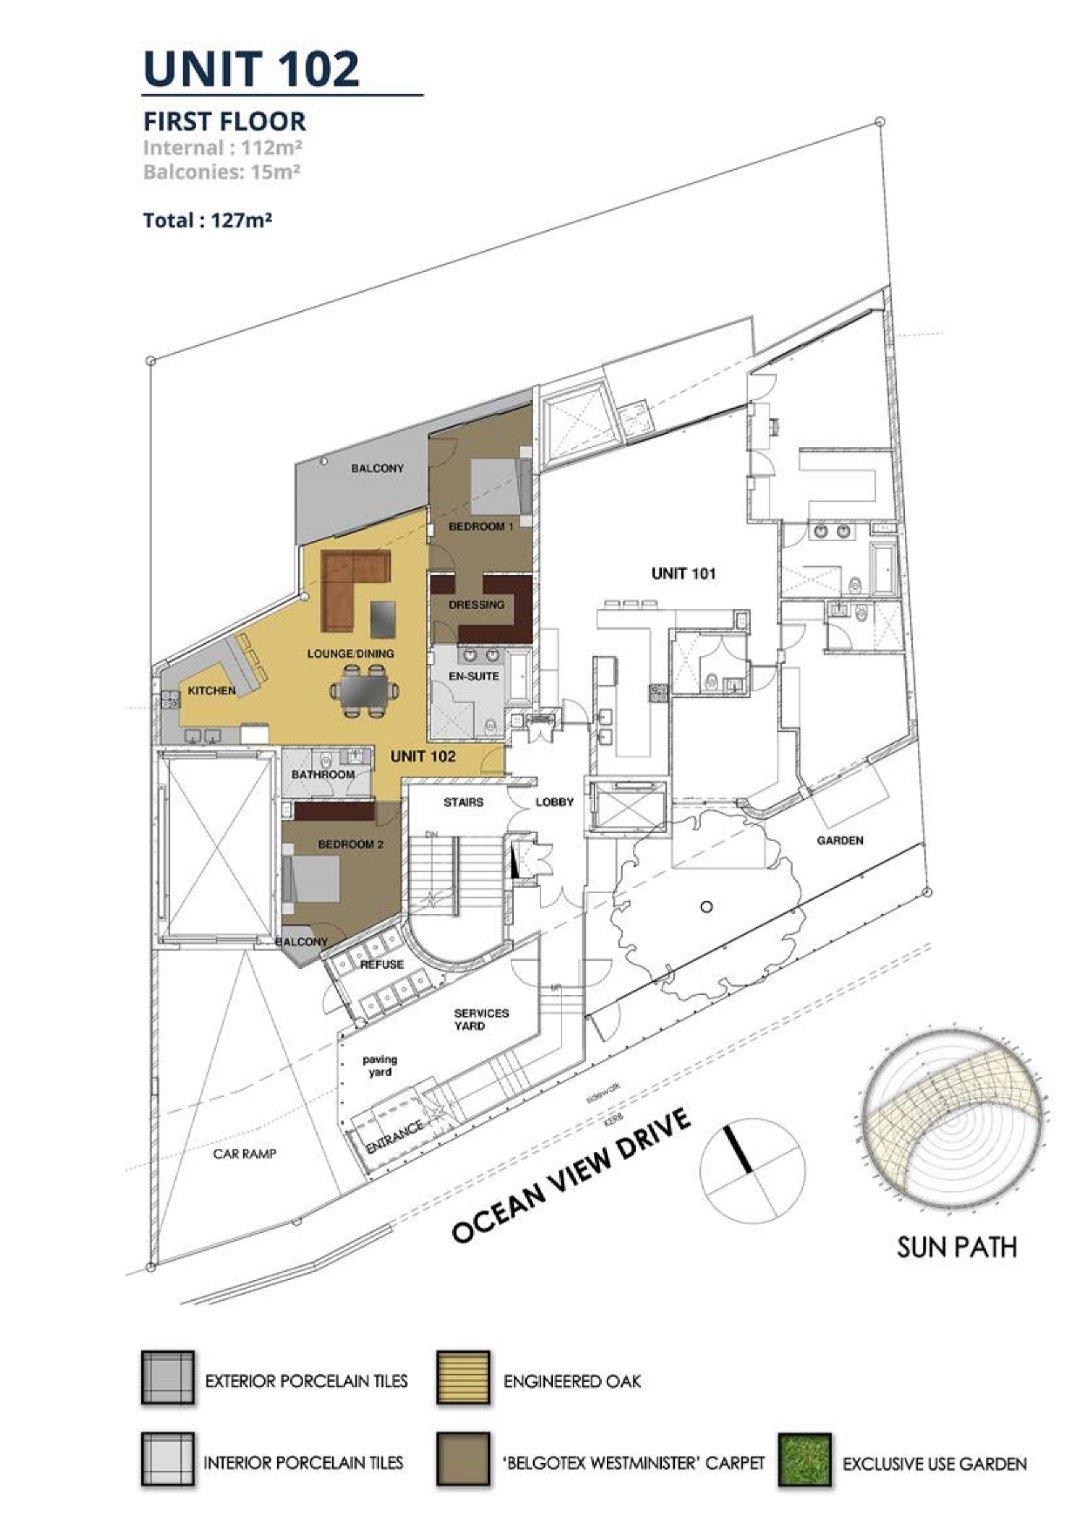 UNIT 102
FIRST FLOOR
Internal : 112m²
Balconies: 15m²
Total : 127m²
BALCONY
BEDROOM 1
UNIT 101
DRESSING
LOUNGE/DINING
EN-SUITE
KITCHEN
UNIT 102
BATHROOM
STAIRS
LOBBY
DN
BEDROOM 2
GARDEN
BALCONY
REFUSE
UP
SERVICES
YARD
paving
yard
sidewalk
KERB
ENTRANCE
CAR RAMP
OCEAN VIEW DRIVE
SUN PATH
EXTERIOR PORCELAIN TILES
ENGINEERED OAK
INTERIOR PORCELAIN TILES
'BELGOTEX WESTMINISTER' CARPET
EXCLUSIVE USE GARDEN